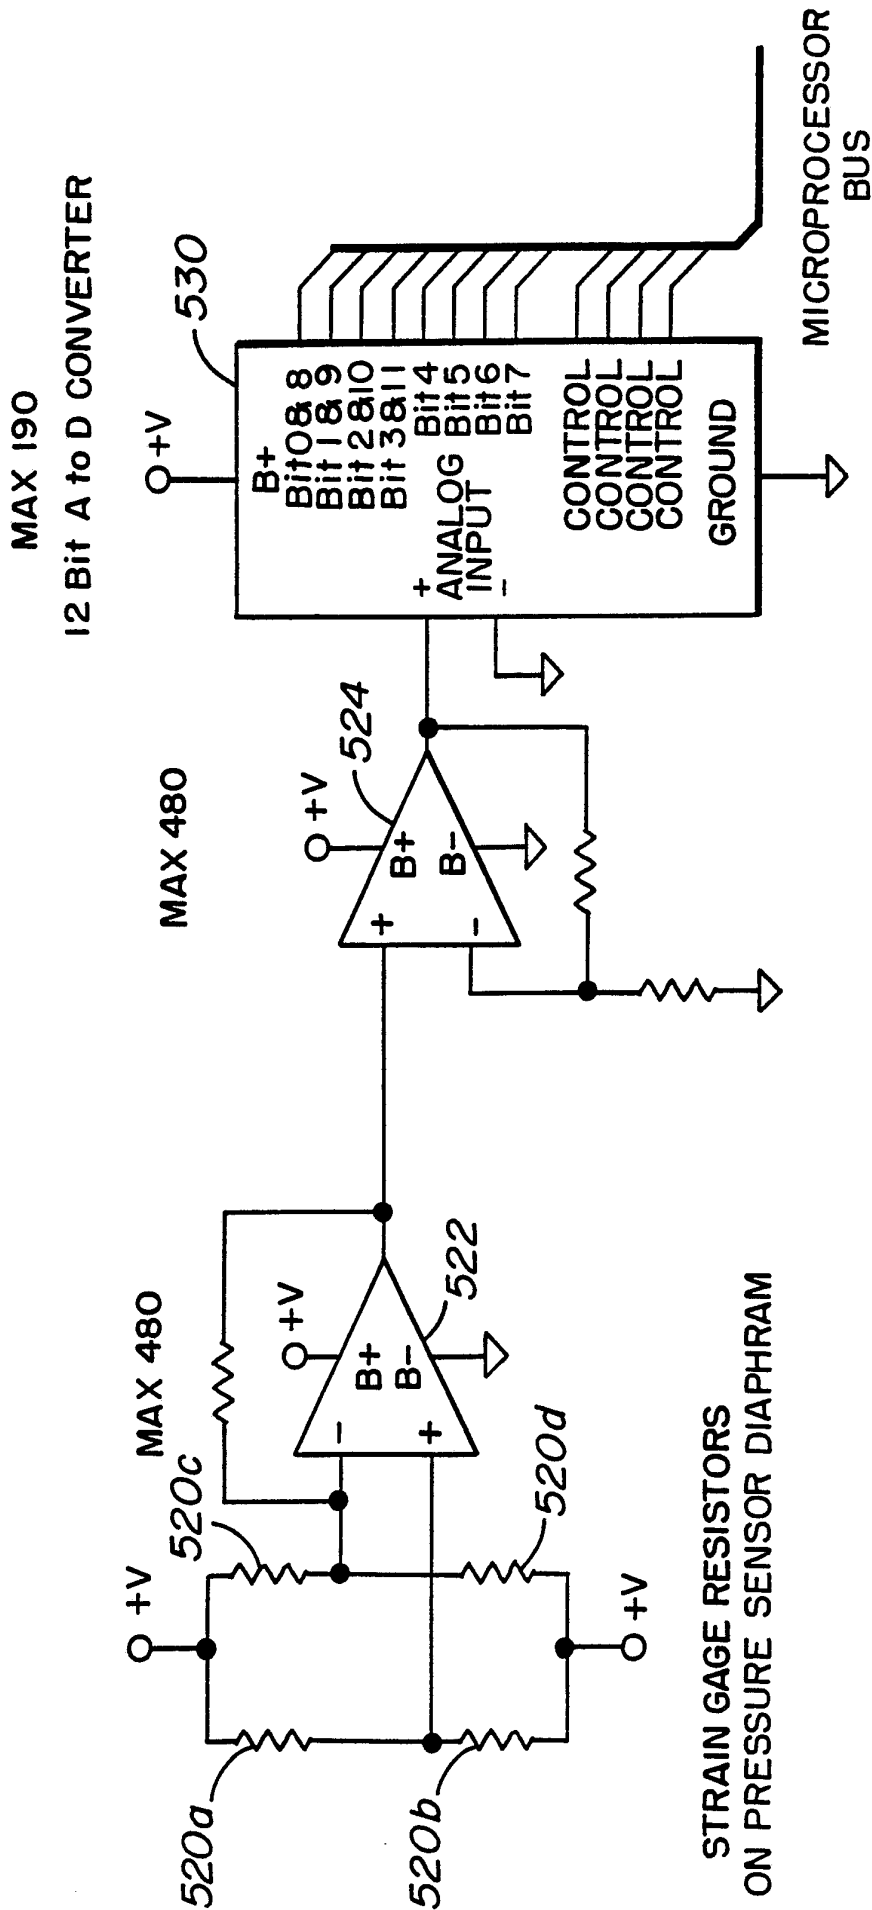 MAX 190
12 Bit A to D CONVERTER
MAX 480
MAX 480
+V
530
B+
Bit 0 & 8
Bit 1 & 9
Bit 2 & 10
Bit 3 & 11
Bit 4
Bit 5
Bit 6
Bit 7
+
ANALOG
INPUT
-
CONTROL
CONTROL
CONTROL
CONTROL
GROUND
MICROPROCESSOR
BUS
+V
524
B+
B-
+
-
+V
522
B+
B-
-
+
+V
520c
520d
520a
520b
+V
STRAIN GAGE RESISTORS
ON PRESSURE SENSOR DIAPHRAM